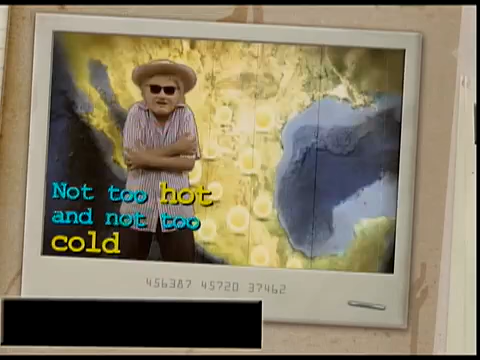 Not too hot
and not too
cold
456387 45720 37462